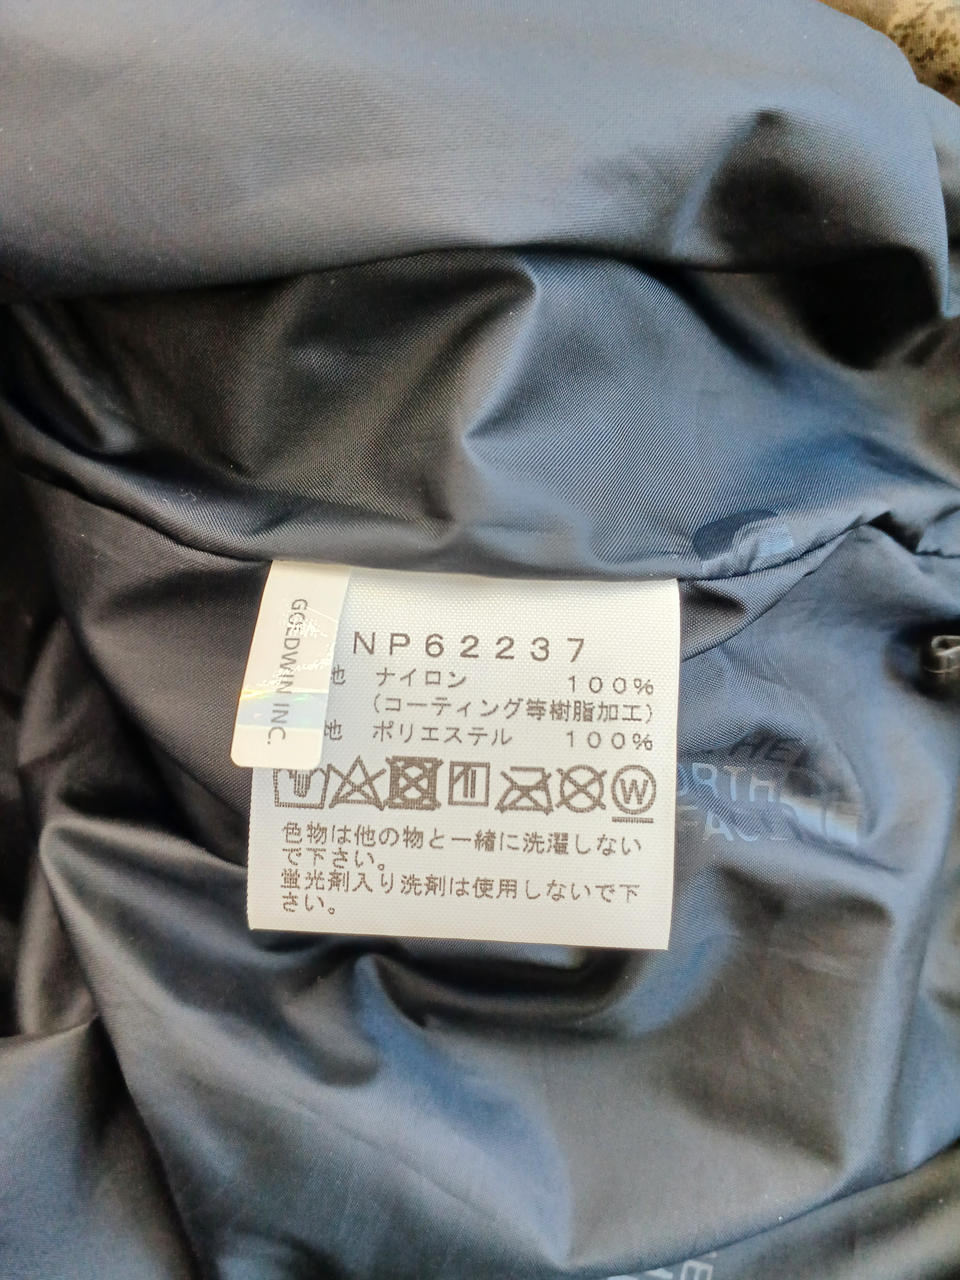 GOLDWIN INC.
NP62237
地 ナイロン 100%
(コーティング等樹脂加工)
地 ポリエステル 100%
W
色物は他の物と一緒に洗濯しない
で下さい。
蛍光剤入り洗剤は使用しないで下
さい。
THE
NORTH
FACE